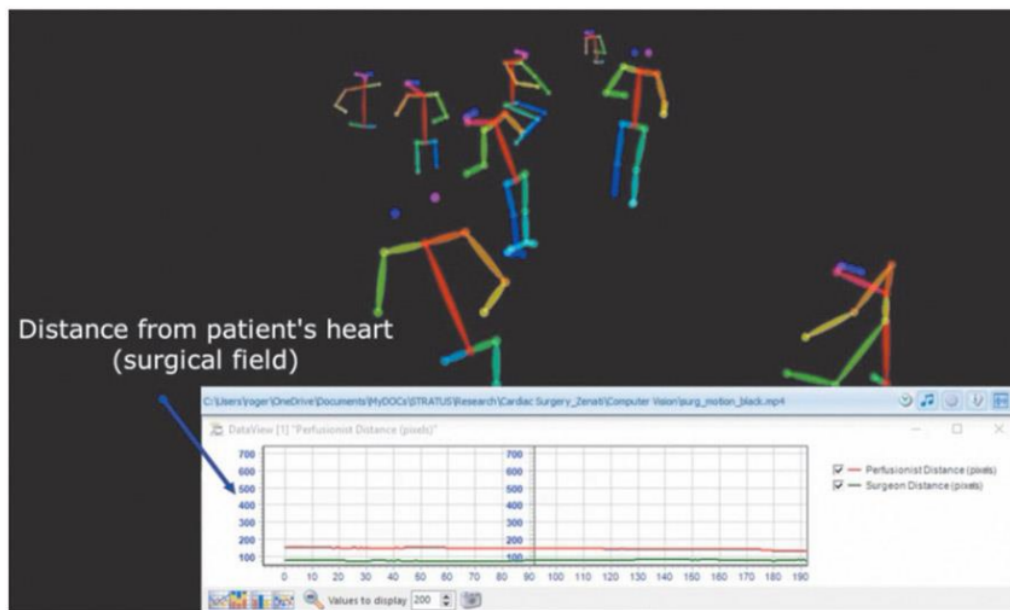 Distance from patient's heart
(surgical field)
C:\Users\roger\OneDrive\Documents\MyDOCs\STRATUS\Research\Cardiac Surgery_Zenati\Computer Vision\surg_motion_black.mp4
DataView [1] "Perfusionist Distance (pixels)"
700 700
600 600
500 500
400 400
300 300
200 200
100 100
0 10 20 30 40 50 60 70 80 90 100 110 120 130 140 150 160 170 180 190
Perfusionist Distance (pixels)
Surgeon Distance (pixels)
Values to display 200